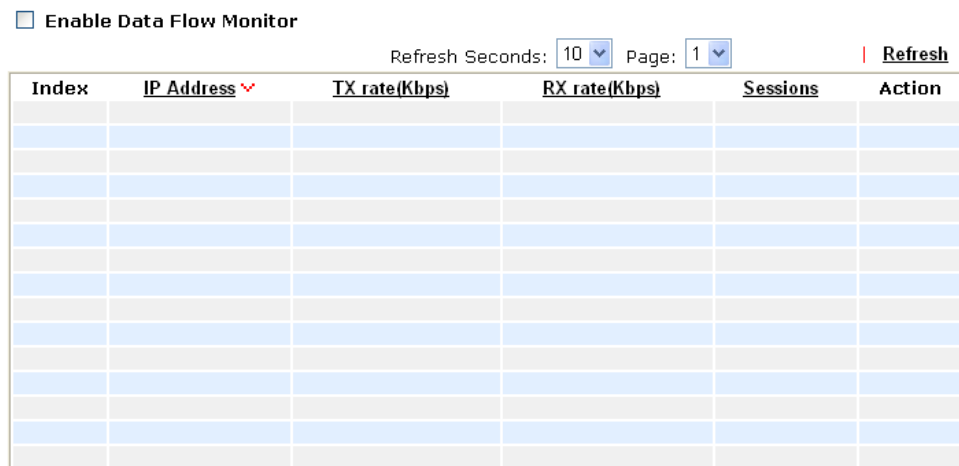 Enable Data Flow Monitor
Refresh Seconds: 10 Page: 1 | Refresh
Index IP Address TX rate(Kbps) RX rate(Kbps) Sessions Action